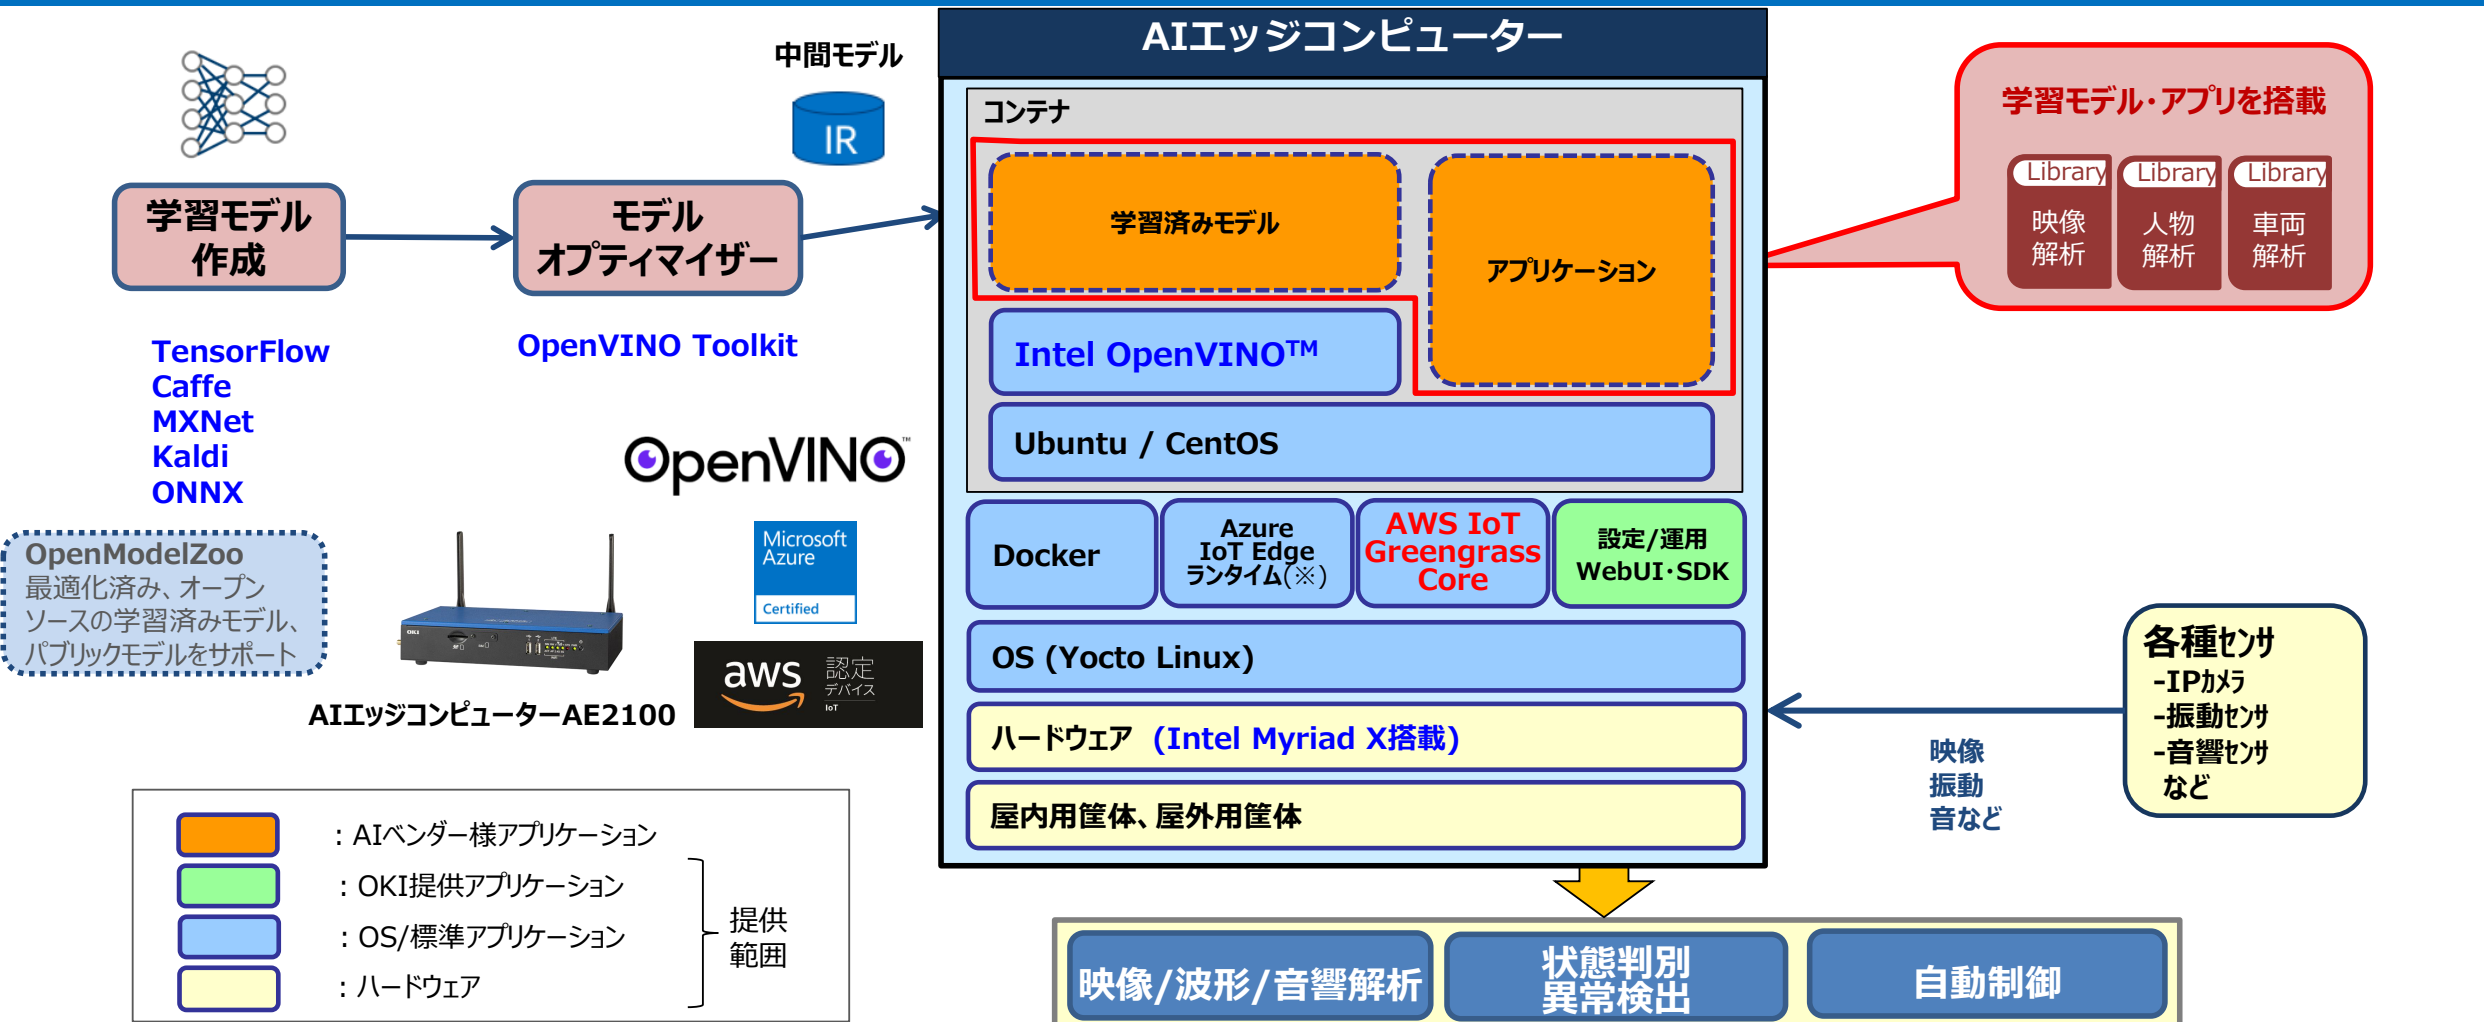 AIエッジコンピューター
中間モデル
IR
学習モデル
作成
モデル
オプティマイザー
TensorFlow
Caffe
MXNet
Kaldi
ONNX
OpenVINO Toolkit
OpenVINO™
OpenModelZoo
最適化済み、オープン
ソースの学習済みモデル、
パブリックモデルをサポート
OKI
AIエッジコンピューターAE2100
Microsoft
Azure
Certified
aws 認定
デバイス
IoT
コンテナ
学習済みモデル
アプリケーション
Intel OpenVINO™
Ubuntu / CentOS
Docker
Azure
IoT Edge
ランタイム(※)
AWS IoT
Greengrass
Core
設定/運用
WebUI・SDK
OS (Yocto Linux)
ハードウェア (Intel Myriad X搭載)
屋内用筐体、屋外用筐体
学習モデル・アプリを搭載
Library
映像
解析
Library
人物
解析
Library
車両
解析
各種センサ
-IPカメラ
-振動センサ
-音響センサ
など
映像
振動
音など
：AIベンダー様アプリケーション
：OKI提供アプリケーション
：OS/標準アプリケーション
：ハードウェア
提供
範囲
映像/波形/音響解析
状態判別
異常検出
自動制御